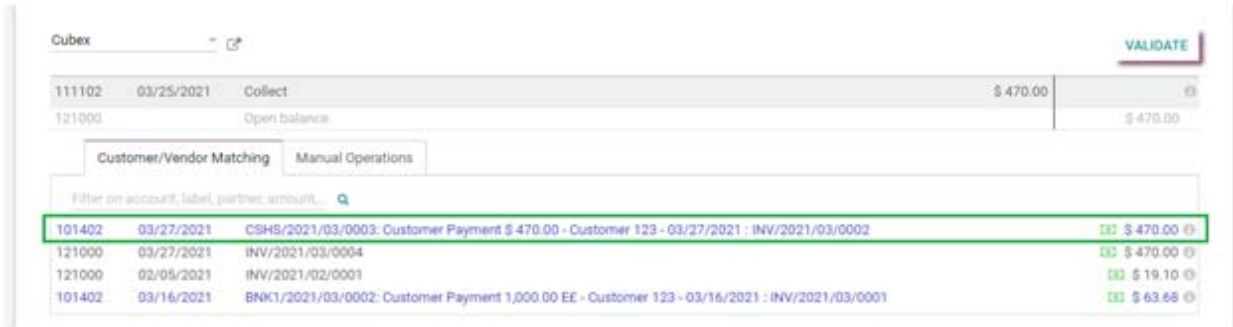 Cubex
VALIDATE
111102 03/25/2021 Collect $ 470.00
121000 Open balance $ 470.00
Customer/Vendor Matching Manual Operations
Filter on account, label, partner, amount,...
101402 03/27/2021 CSHS/2021/03/0003: Customer Payment $ 470.00 - Customer 123 - 03/27/2021 : INV/2021/03/0002 $ 470.00
121000 03/27/2021 INV/2021/03/0004 $ 470.00
121000 02/05/2021 INV/2021/02/0001 $ 19.10
101402 03/16/2021 BNK1/2021/03/0002: Customer Payment 1,000.00 E£ - Customer 123 - 03/16/2021 : INV/2021/03/0001 $ 63.68